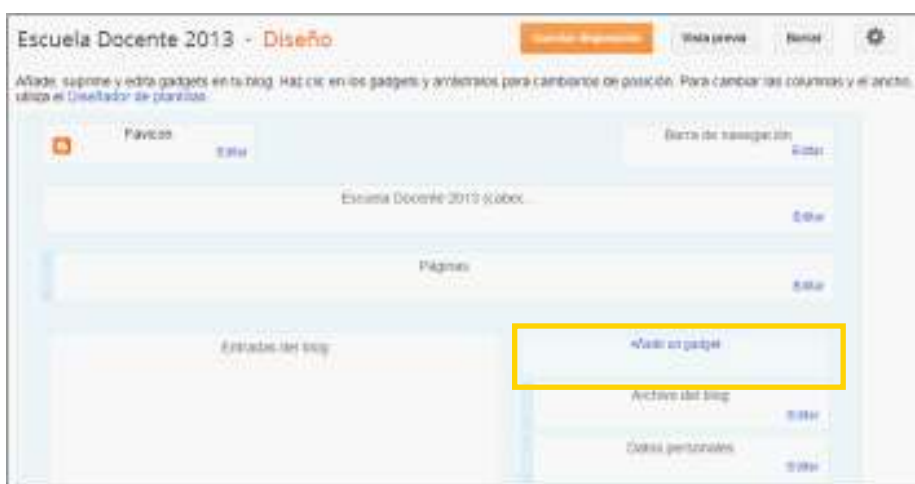 Escuela Docente 2013 - Diseño
Guardar disposición Vista previa Borrar
Añade, suprime y edita gadgets en tu blog. Haz clic en los gadgets y arrástralos para cambiarlos de posición. Para cambiar las columnas y el ancho,
utiliza el Diseñador de plantillas.
Favicon
Editar
Barra de navegación
Editar
Escuela Docente 2013 (cabec...
Editar
Páginas
Editar
Entradas del blog
Añadir un gadget
Archivo del blog
Editar
Datos personales
Editar